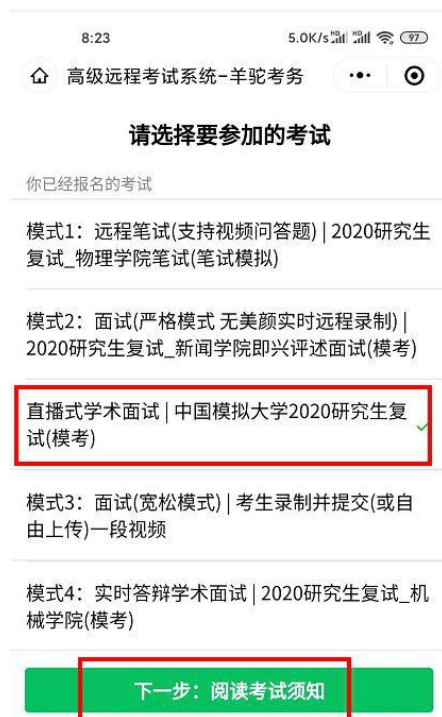 8:23
5.0K/s HD HD 97
高级远程考试系统-羊驼考务
请选择要参加的考试
你已经报名的考试
模式1：远程笔试(支持视频问答题) | 2020研究生
复试_物理学院笔试(笔试模拟)
模式2：面试(严格模式 无美颜实时远程录制) |
2020研究生复试_新闻学院即兴评述面试(模考)
直播式学术面试 | 中国模拟大学2020研究生复
试(模考)
模式3：面试(宽松模式) | 考生录制并提交(或自
由上传)一段视频
模式4：实时答辩学术面试 | 2020研究生复试_机
械学院(模考)
下一步：阅读考试须知